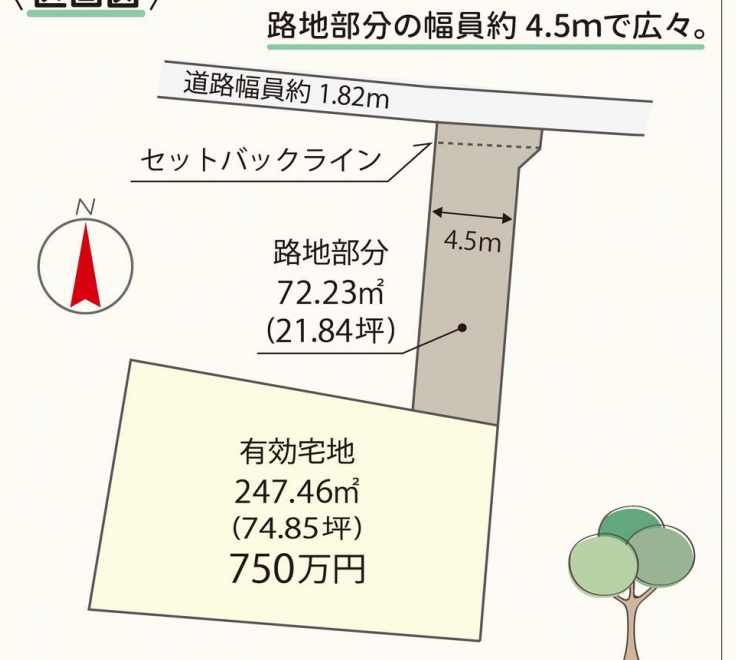 路地部分の幅員約 4.5mで広々。
道路幅員約 1.82m
セットバックライン
N
4.5m
路地部分
72.23㎡
(21.84坪)
有効宅地
247.46㎡
(74.85坪)
750万円